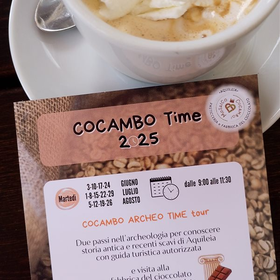 COCAMBO Time
2025
Martedì
3-10-17-24 GIUGNO
1-8-15-22-29 LUGLIO
5-12-19-26 AGOSTO
dalle 9:00 alle 11:30
COCAMBO ARCHEO TIME tour
Due passi nell'archeologia per conoscere
storia antica e recenti scavi di Aquileia
con guida turistica autorizzata
e visita alla
fabbrica del cioccolato